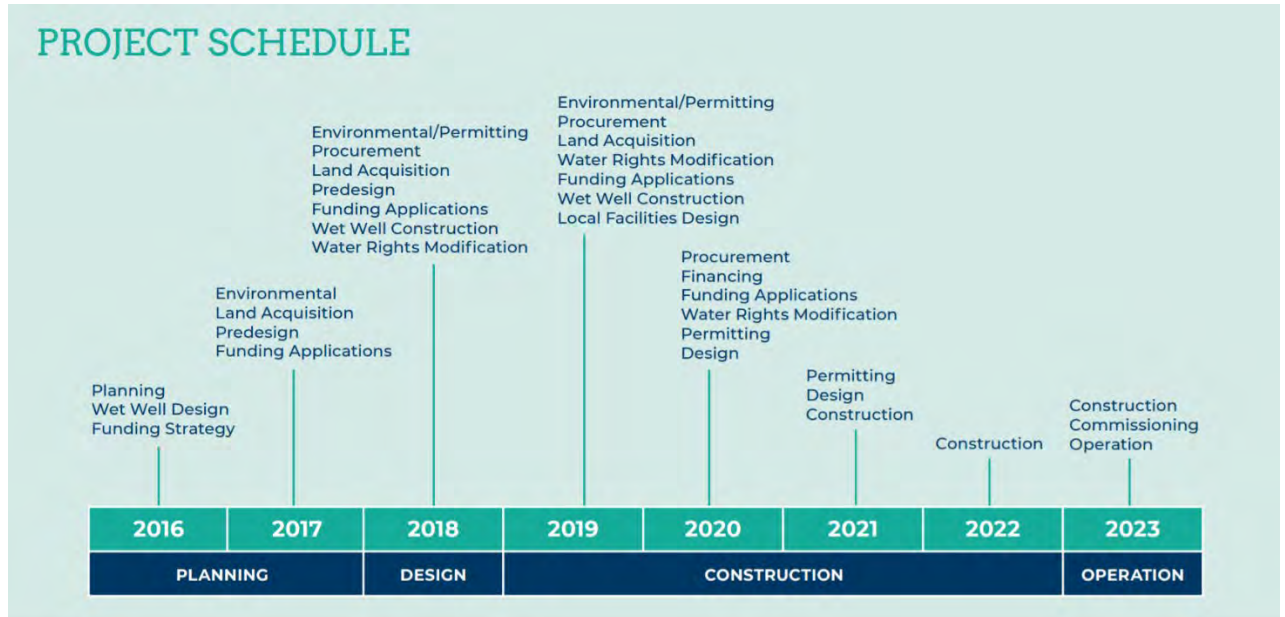 PROJECT SCHEDULE
Planning
Wet Well Design
Funding Strategy
Environmental
Land Acquisition
Predesign
Funding Applications
Environmental/Permitting
Procurement
Land Acquisition
Predesign
Funding Applications
Wet Well Construction
Water Rights Modification
Environmental/Permitting
Procurement
Land Acquisition
Water Rights Modification
Funding Applications
Wet Well Construction
Local Facilities Design
Procurement
Financing
Funding Applications
Water Rights Modification
Permitting
Design
Permitting
Design
Construction
Construction
Construction
Commissioning
Operation
2016 2017 2018 2019 2020 2021 2022 2023
PLANNING DESIGN CONSTRUCTION OPERATION